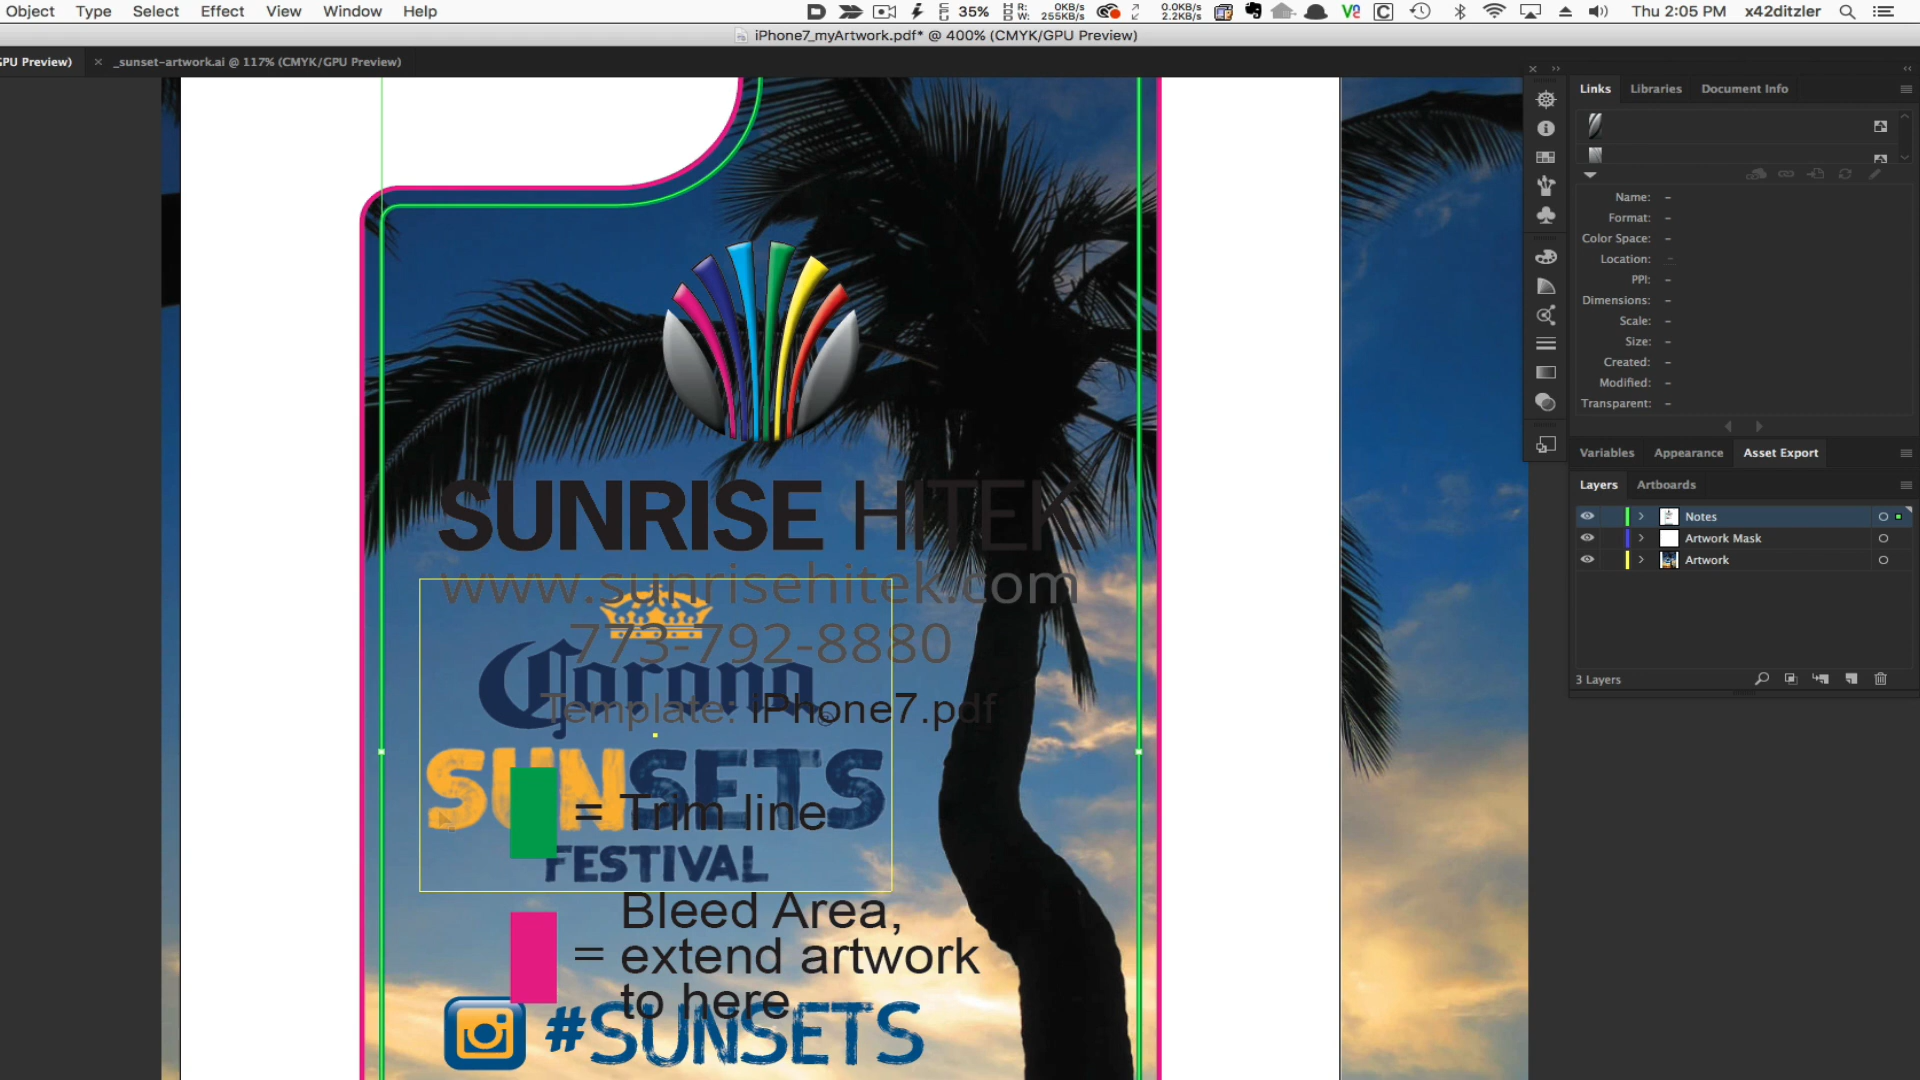 Object Type Select Effect View Window Help
35%
R: 0KB/s
W: 255KB/s
0.0KB/s
2.2KB/s
Thu 2:05 PM x42ditzler
iPhone7_myArtwork.pdf* @ 400% (CMYK/GPU Preview)
GPU Preview) × _sunset-artwork.ai @ 117% (CMYK/GPU Preview)
Links Libraries Document Info
Name: –
Format: –
Color Space: –
Location: –
PPI: –
Dimensions: –
Scale: –
Size: –
Created: –
Modified: –
Transparent: –
Variables Appearance Asset Export
Layers Artboards
Notes
Artwork Mask
Artwork
3 Layers
SUNRISE HITEK
www.sunrisehitek.com
773-792-8880
Corona
Template: iPhone7.pdf
SUNSETS
= Trim line
FESTIVAL
Bleed Area,
= extend artwork
to here
#SUNSETS